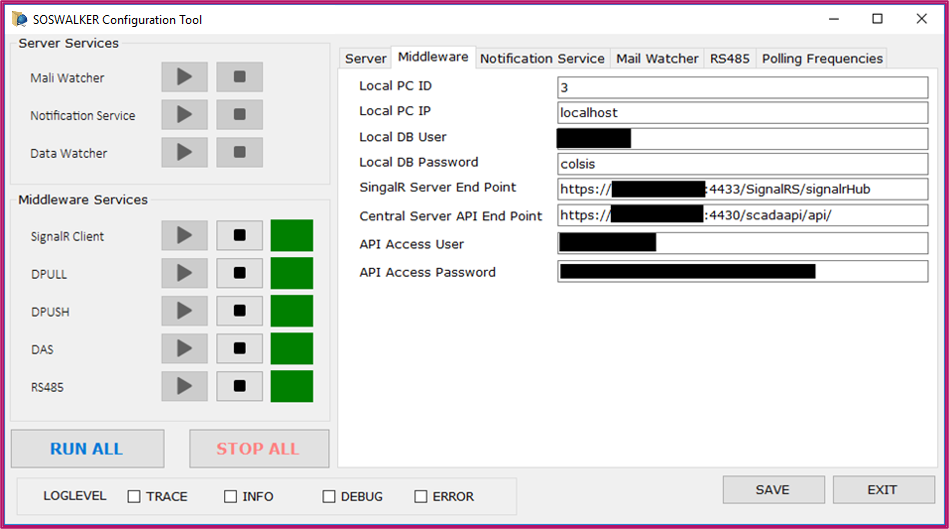 SOSWALKER Configuration Tool
Server Services
Mali Watcher
Notification Service
Data Watcher
Middleware Services
SignalR Client
DPULL
DPUSH
DAS
RS485
RUN ALL STOP ALL
Server Middleware Notification Service Mail Watcher RS485 Polling Frequencies
Local PC ID 3
Local PC IP localhost
Local DB User
Local DB Password colsis
SingalR Server End Point https:// :4433/SignalRS/signalrHub
Central Server API End Point https:// :4430/scadaapi/api/
API Access User
API Access Password
LOGLEVEL TRACE INFO DEBUG ERROR
SAVE EXIT